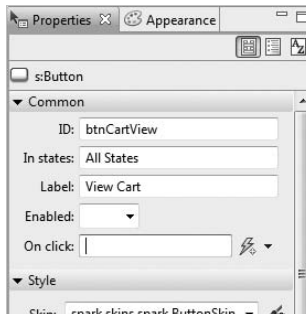 Properties Appearance
s:Button
Common
ID: btnCartView
In states: All States
Label: View Cart
Enabled:
On click:
Style
Skin: spark.skins.spark.ButtonSkin